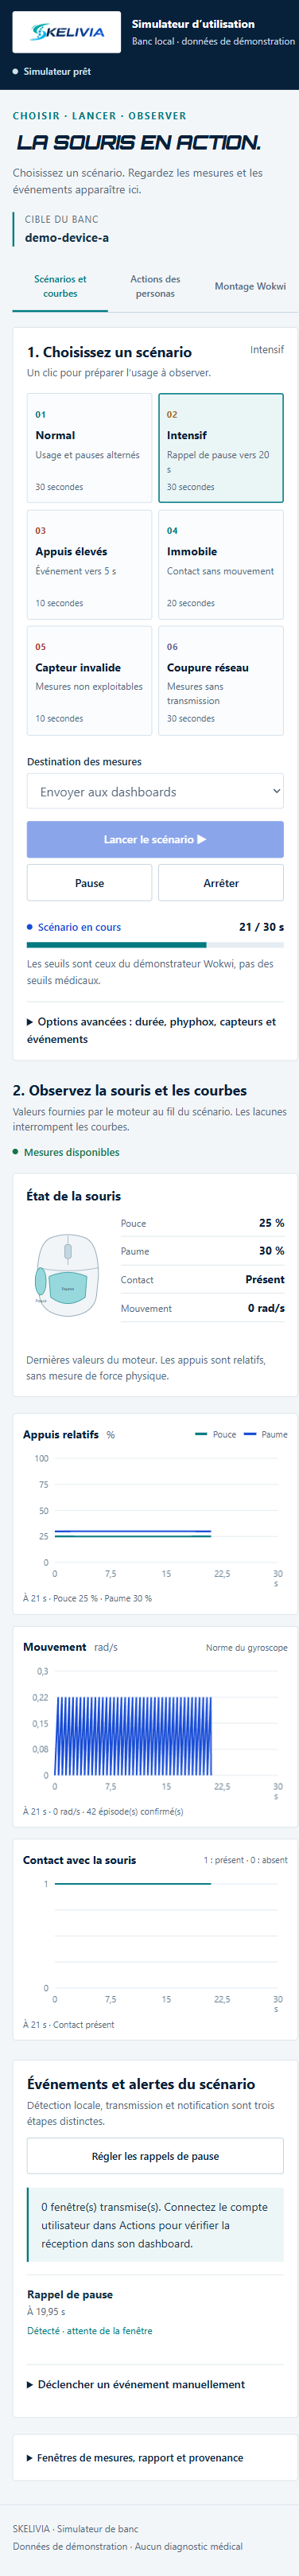 SKELIVIA
Simulateur d'utilisation
Banc local · données de démonstration
Simulateur prêt
CHOISIR · LANCER · OBSERVER
LA SOURIS EN ACTION.
Choisissez un scénario. Regardez les mesures et les
événements apparaître ici.
CIBLE DU BANC
demo-device-a
Scénarios et
courbes
Actions des
personas
Montage Wokwi
1. Choisissez un scénario
Intensif
Un clic pour préparer l'usage à observer.
01
Normal
Usage et pauses alternés
30 secondes
02
Intensif
Rappel de pause vers 20
s
30 secondes
03
Appuis élevés
Événement vers 5 s
10 secondes
04
Immobile
Contact sans mouvement
20 secondes
05
Capteur invalide
Mesures non exploitables
10 secondes
06
Coupure réseau
Mesures sans
transmission
30 secondes
Destination des mesures
Envoyer aux dashboards
Lancer le scénario ▶
Pause
Arrêter
Scénario en cours
21 / 30 s
Les seuils sont ceux du démonstrateur Wokwi, pas des
seuils médicaux.
▶ Options avancées : durée, phyphox, capteurs et
événements
2. Observez la souris et les courbes
Valeurs fournies par le moteur au fil du scénario. Les lacunes
interrompent les courbes.
Mesures disponibles
État de la souris
Pouce
Paume
Pouce 25 %
Paume 30 %
Contact Présent
Mouvement 0 rad/s
Dernières valeurs du moteur. Les appuis sont relatifs,
sans mesure de force physique.
Appuis relatifs %
Pouce Paume
100
75
50
25
0
0 7,5 15 22,5 30
s
À 21 s · Pouce 25 % · Paume 30 %
Mouvement rad/s
Norme du gyroscope
0,3
0,22
0,15
0,08
0
0 7,5 15 22,5 30
s
À 21 s · 0 rad/s · 42 épisode(s) confirmé(s)
Contact avec la souris
1 : présent · 0 : absent
1
0
0 7,5 15 22,5 30
s
À 21 s · Contact présent
Événements et alertes du scénario
Détection locale, transmission et notification sont trois
étapes distinctes.
Régler les rappels de pause
0 fenêtre(s) transmise(s). Connectez le compte
utilisateur dans Actions pour vérifier la
réception dans son dashboard.
Rappel de pause
À 19,95 s
Détecté · attente de la fenêtre
▶ Déclencher un événement manuellement
▶ Fenêtres de mesures, rapport et provenance
SKELIVIA · Simulateur de banc
Données de démonstration · Aucun diagnostic médical